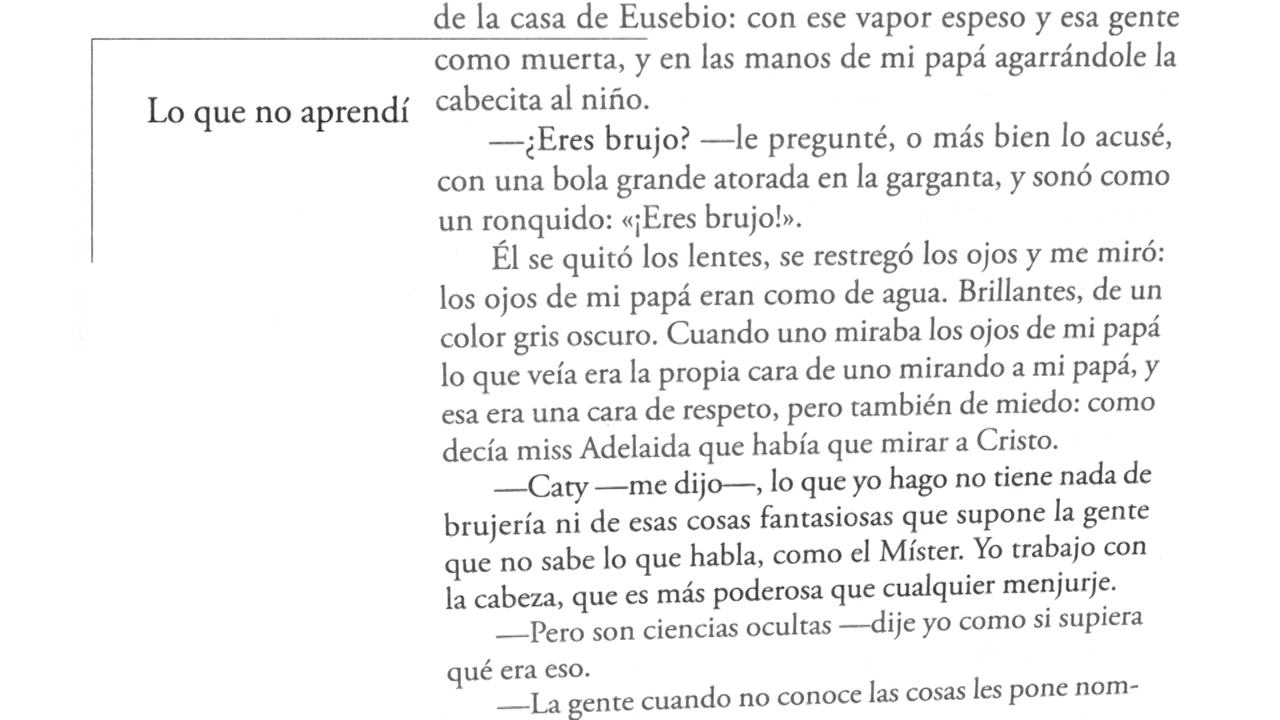 de la casa de Eusebio: con ese vapor espeso y esa gente
como muerta, y en las manos de mi papá agarrándole la
cabecita al niño.
Lo que no aprendí
—¿Eres brujo? —le pregunté, o más bien lo acusé,
con una bola grande atorada en la garganta, y sonó como
un ronquido: «¡Eres brujo!».
Él se quitó los lentes, se restregó los ojos y me miró:
los ojos de mi papá eran como de agua. Brillantes, de un
color gris oscuro. Cuando uno miraba los ojos de mi papá
lo que veía era la propia cara de uno mirando a mi papá, y
esa era una cara de respeto, pero también de miedo: como
decía miss Adelaida que había que mirar a Cristo.
—Caty —me dijo—, lo que yo hago no tiene nada de
brujería ni de esas cosas fantasiosas que supone la gente
que no sabe lo que habla, como el Míster. Yo trabajo con
la cabeza, que es más poderosa que cualquier menjurje.
—Pero son ciencias ocultas —dije yo como si supiera
qué era eso.
—La gente cuando no conoce las cosas les pone nom-